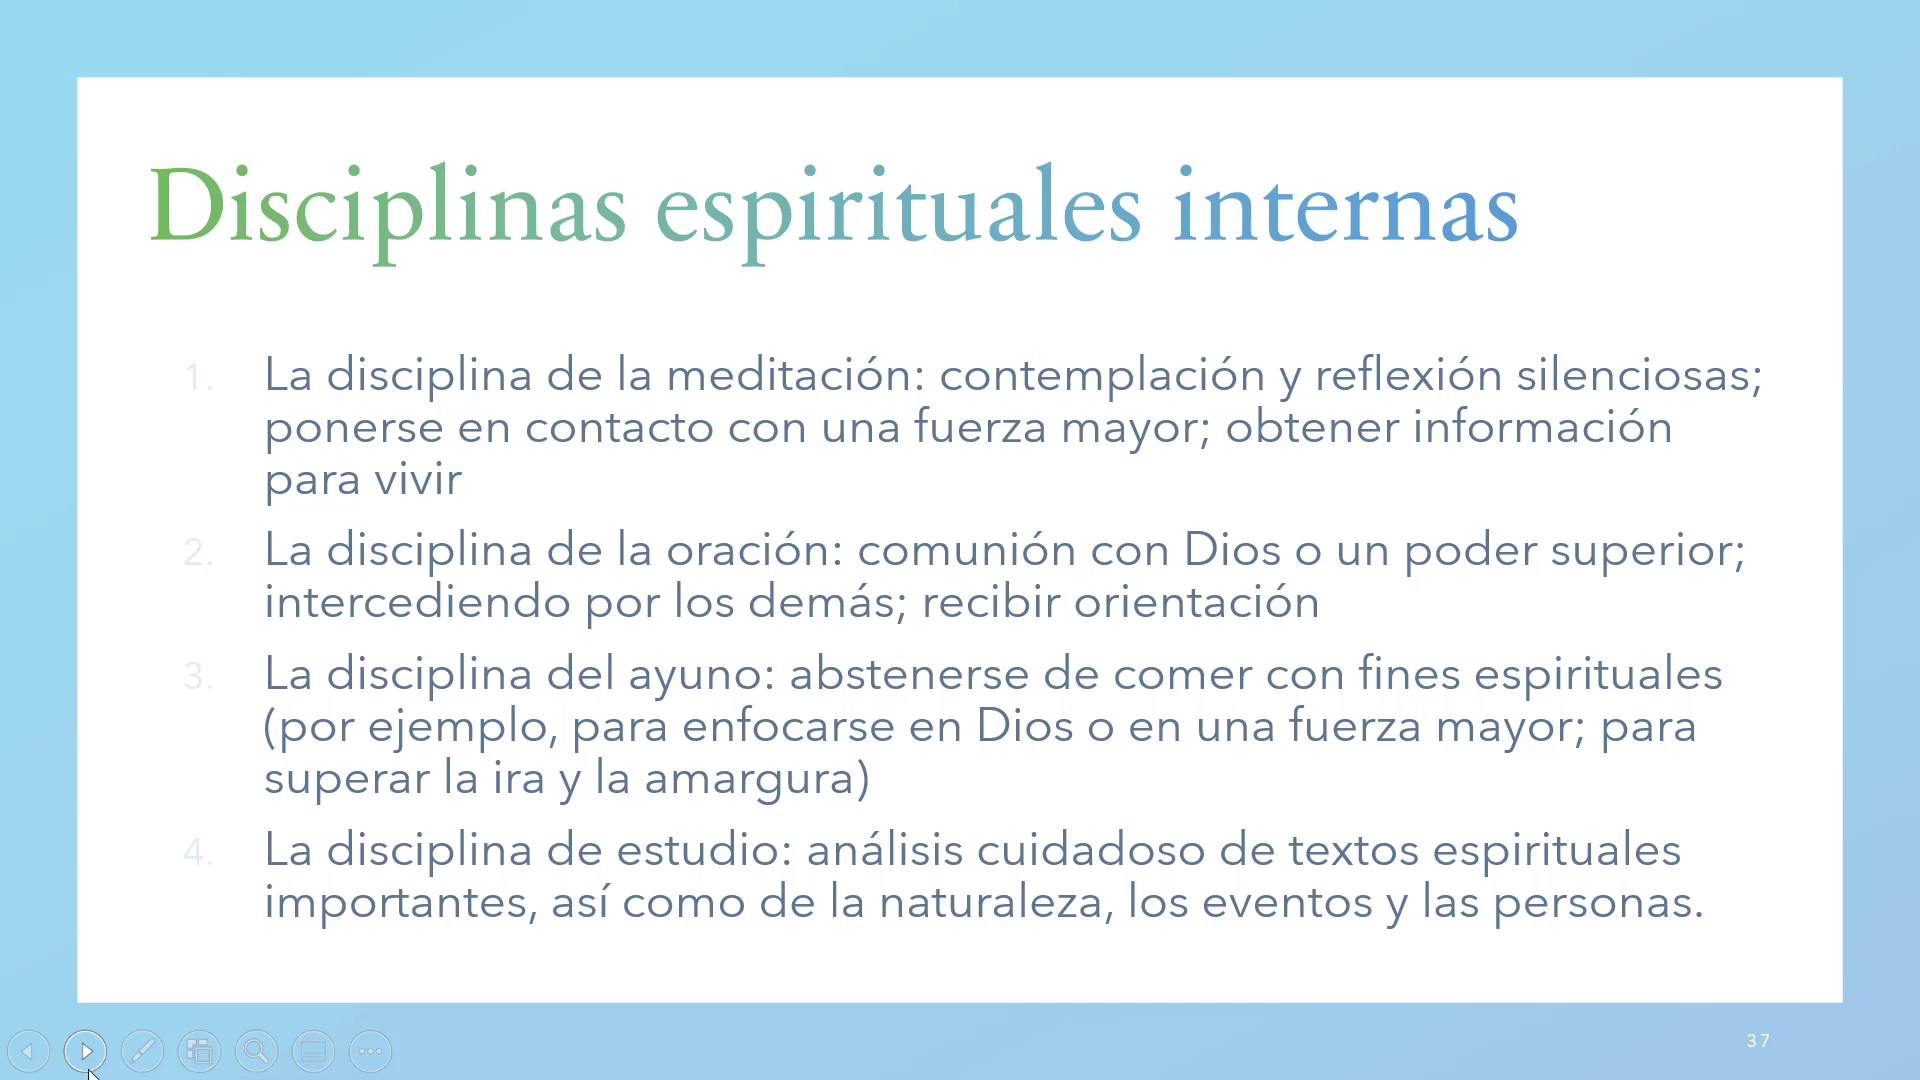 Disciplinas espirituales internas
1. La disciplina de la meditación: contemplación y reflexión silenciosas;
ponerse en contacto con una fuerza mayor; obtener información
para vivir
2. La disciplina de la oración: comunión con Dios o un poder superior;
intercediendo por los demás; recibir orientación
3. La disciplina del ayuno: abstenerse de comer con fines espirituales
(por ejemplo, para enfocarse en Dios o en una fuerza mayor; para
superar la ira y la amargura)
4. La disciplina de estudio: análisis cuidadoso de textos espirituales
importantes, así como de la naturaleza, los eventos y las personas.
37